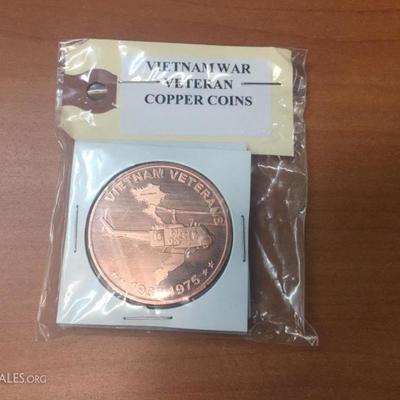 VIETNAM WAR
VETERAN
COPPER COINS
VIETNAM VETERANS
1975
ALES.ORG